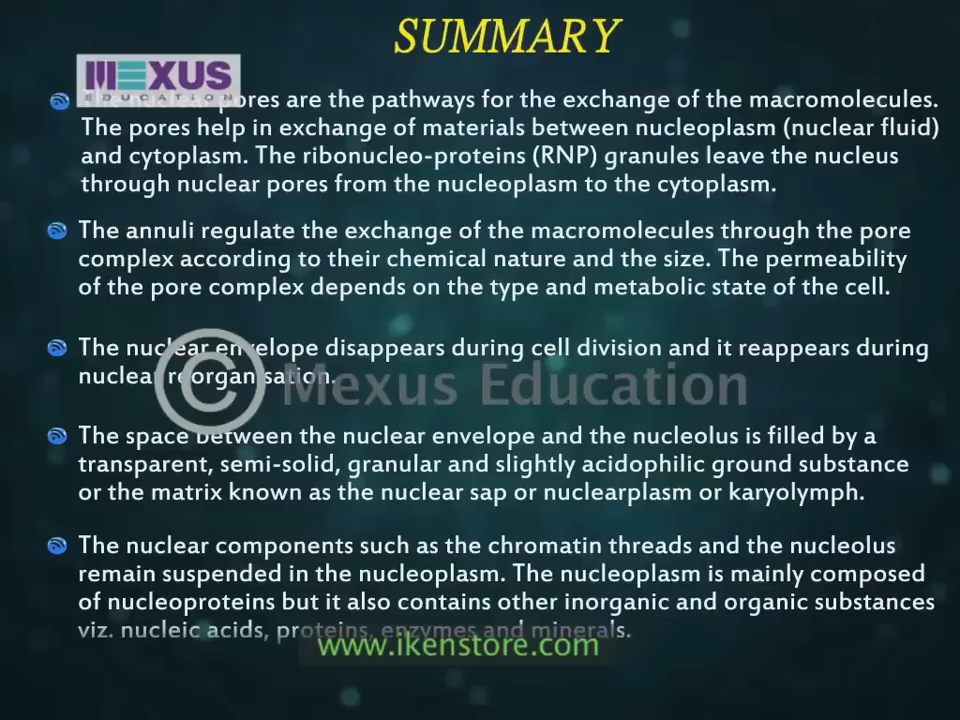 SUMMARY
MEXUS
EDUCATION
The nuclear pores are the pathways for the exchange of the macromolecules.
The pores help in exchange of materials between nucleoplasm (nuclear fluid)
and cytoplasm. The ribonucleo-proteins (RNP) granules leave the nucleus
through nuclear pores from the nucleoplasm to the cytoplasm.
The annuli regulate the exchange of the macromolecules through the pore
complex according to their chemical nature and the size. The permeability
of the pore complex depends on the type and metabolic state of the cell.
The nuclear envelope disappears during cell division and it reappears during
nuclear reorganisation.
© Mexus Education
The space between the nuclear envelope and the nucleolus is filled by a
transparent, semi-solid, granular and slightly acidophilic ground substance
or the matrix known as the nuclear sap or nuclearplasm or karyolymph.
The nuclear components such as the chromatin threads and the nucleolus
remain suspended in the nucleoplasm. The nucleoplasm is mainly composed
of nucleoproteins but it also contains other inorganic and organic substances
viz. nucleic acids, proteins, enzymes and minerals.
www.ikenstore.com